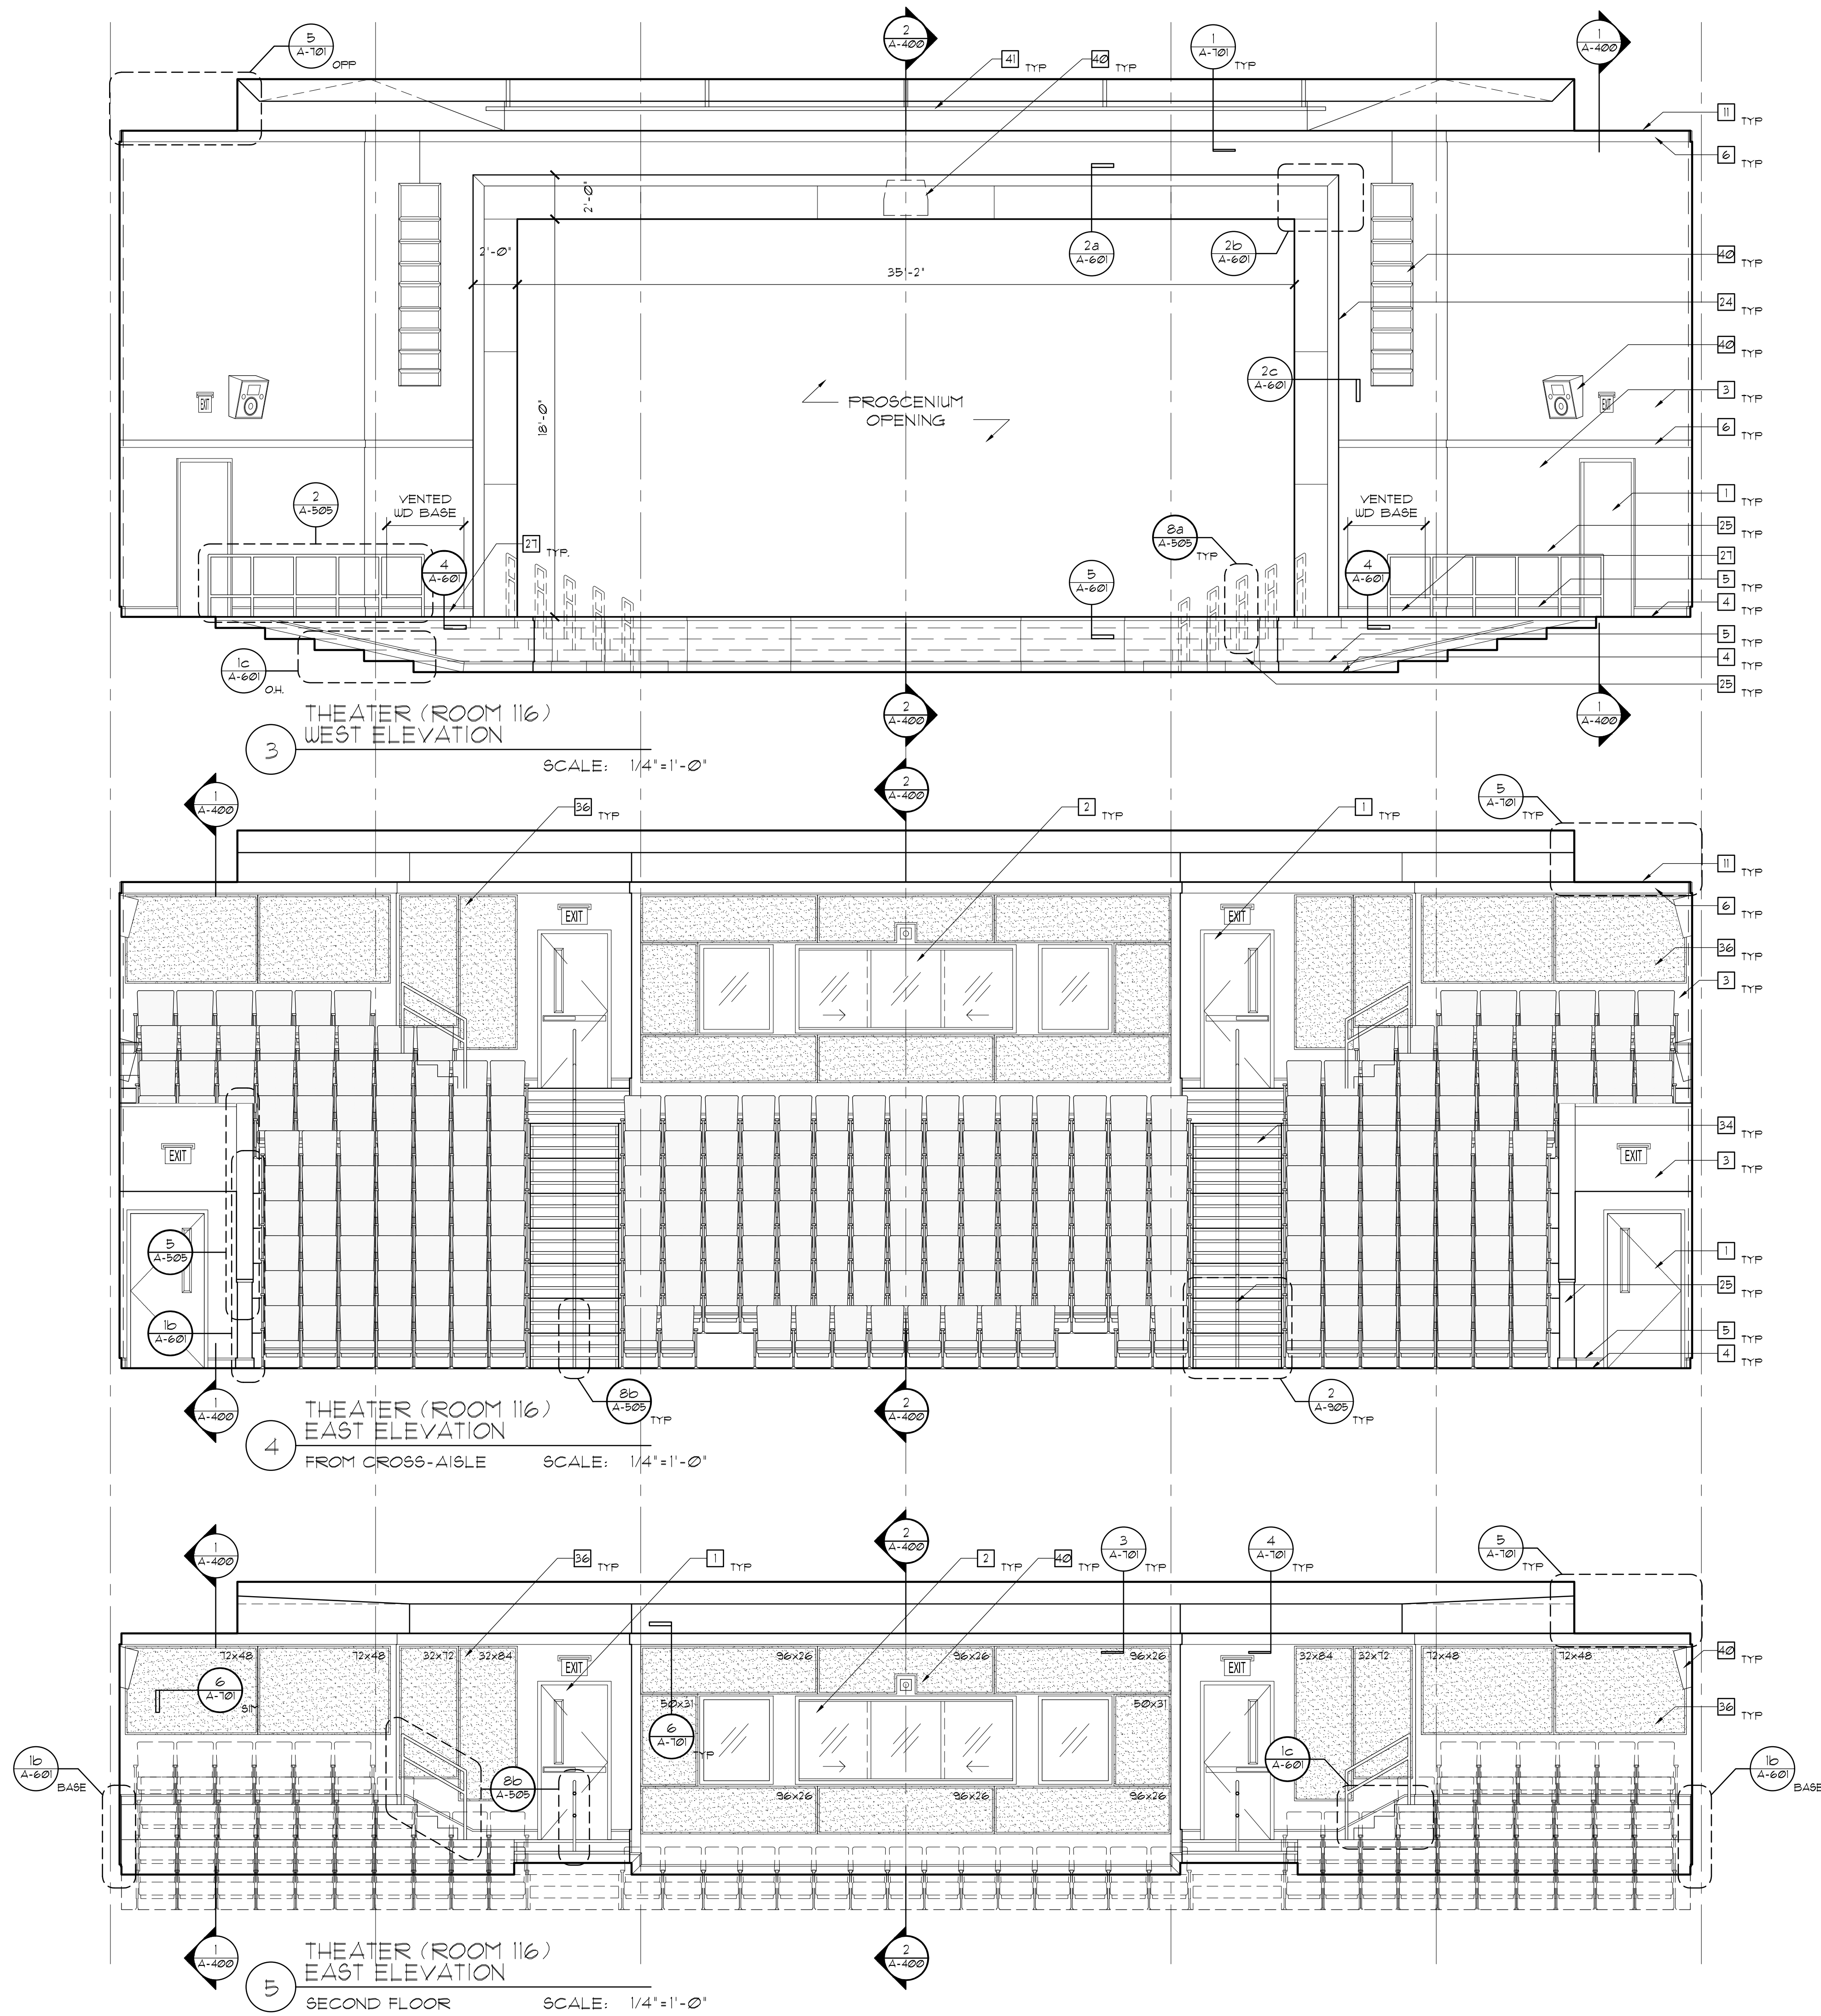 5
A-701
OPP
2
A-400
41 TYP
40 TYP
1
A-701
TYP
1
A-400
11 TYP
6 TYP
2'-0"
2'-0"
2a
A-601
2b
A-601
35'-2"
40 TYP
24 TYP
40 TYP
2c
A-601
3 TYP
EXIT
EXIT
PROSCENIUM
OPENING
18'-0"
6 TYP
2
A-505
VENTED
WD BASE
VENTED
WD BASE
1 TYP
25 TYP
27 TYP.
8a
A-505
TYP
27
4
A-601
5
A-601
4
A-601
5 TYP
4 TYP
5 TYP
4 TYP
25 TYP
1c
A-601
O.H.
2
A-400
1
A-400
3
THEATER (ROOM 116)
WEST ELEVATION
SCALE: 1/4"=1'-0"
1
A-400
36 TYP
2
A-400
2 TYP
1 TYP
5
A-701
TYP
11 TYP
6 TYP
EXIT
EXIT
36 TYP
3 TYP
34 TYP
EXIT
EXIT
3 TYP
5
A-505
1 TYP
25 TYP
1b
A-601
5 TYP
4 TYP
1
A-400
8b
A-505
TYP
2
A-400
2
A-905
TYP
4
THEATER (ROOM 116)
EAST ELEVATION
FROM CROSS-AISLE SCALE: 1/4"=1'-0"
1
A-400
36 TYP
1 TYP
2
A-400
2 TYP
40 TYP
3
A-701
TYP
4
A-701
TYP
5
A-701
TYP
72x48 72x48 32x72 32x84 96x26 96x26 96x26 32x84 32x72 72x48 72x48
40 TYP
EXIT
EXIT
6
A-701
SIM
50x31 50x31
36 TYP
6
A-701
TYP
1b
A-601
BASE
8b
A-505
1c
A-601
1b
A-601
BASE
96x26 96x26 96x26
1
A-400
2
A-400
5
THEATER (ROOM 116)
EAST ELEVATION
SECOND FLOOR SCALE: 1/4"=1'-0"